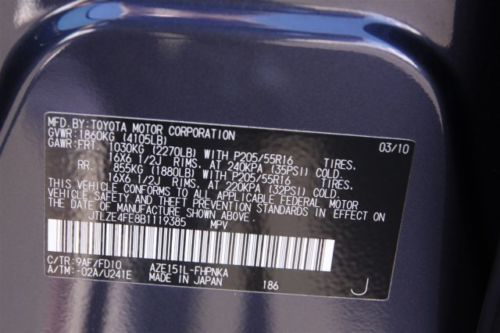 MFD.BY:TOYOTA MOTOR CORPORATION 03/10
GVWR:1860KG (4105LB)
GAWR:FRT 1030KG (2270LB) WITH P205/55R16 TIRES,
16X6 1/2J RIMS, AT 240KPA (35PSI) COLD.
RR. 855KG (1880LB) WITH P205/55R16 TIRES,
16X6 1/2J RIMS, AT 220KPA (32PSI) COLD.
THIS VEHICLE CONFORMS TO ALL APPLICABLE FEDERAL MOTOR
VEHICLE SAFETY, BUMPER, AND THEFT PREVENTION STANDARDS IN EFFECT ON
THE DATE OF MANUFACTURE SHOWN ABOVE.
JTLZE4FE8B1119385 MPV
C/TR:9AF/FD10 AZE151L-FHPNKA
A/TM:-02A/U241E MADE IN JAPAN 186 J